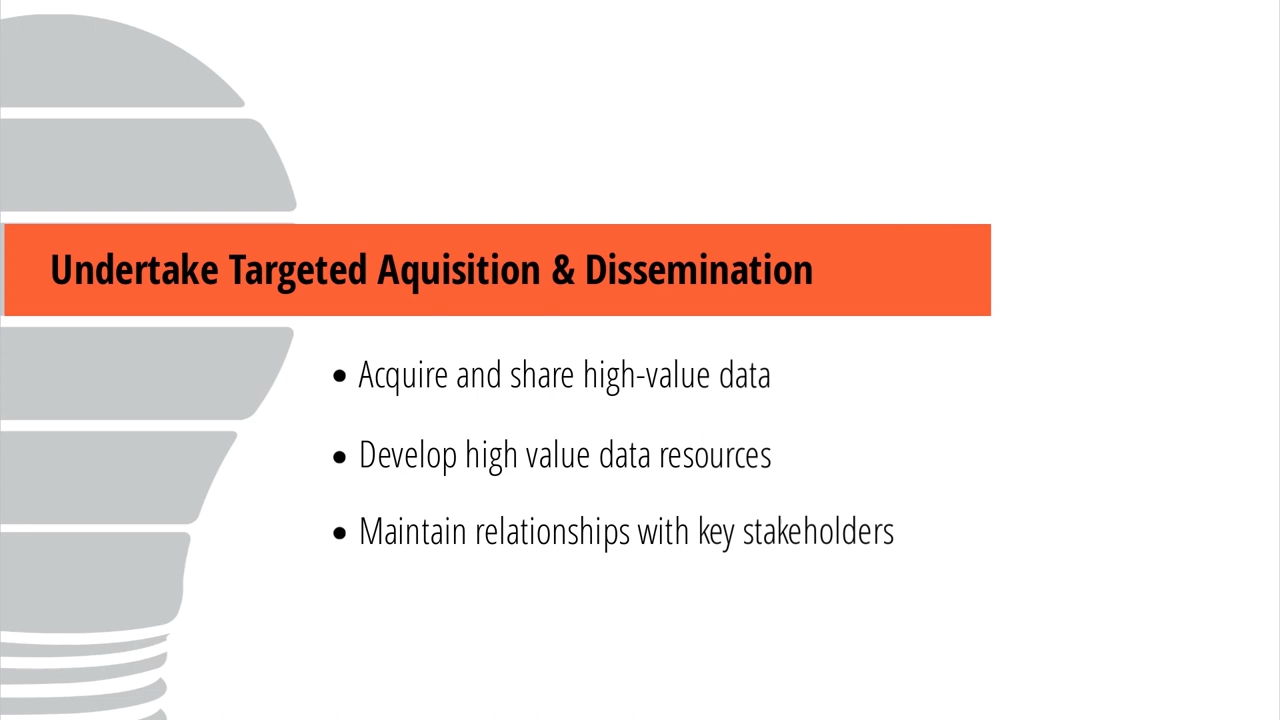 Undertake Targeted Aquisition & Dissemination
• Acquire and share high-value data
• Develop high value data resources
• Maintain relationships with key stakeholders